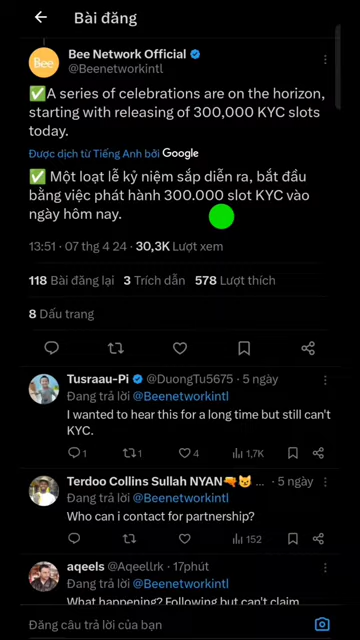 Bài đăng
Bee Network Official
@Beenetworkintl
Bee
✅A series of celebrations are on the horizon,
starting with releasing of 300,000 KYC slots
today.
Được dịch từ Tiếng Anh bởi Google
✅ Một loạt lễ kỷ niệm sắp diễn ra, bắt đầu
bằng việc phát hành 300.000 slot KYC vào
ngày hôm nay.
13:51 · 07 thg 4 24 · 30,3K Lượt xem
118 Bài đăng lại 3 Trích dẫn 578 Lượt thích
8 Dấu trang
Tusraau-Pi @DuongTu5675 · 5 ngày
Đang trả lời @Beenetworkintl
I wanted to hear this for a long time but still can't
KYC.
1 1 4 1,7K
Terdoo Collins Sullah NYAN🔫😺 ... · 5 ngày
Đang trả lời @Beenetworkintl
Who can i contact for partnership?
152
aqeels @Aqeellrk · 17phút
Đang trả lời @Beenetworkintl
What happening? Following but can't claim
Đăng câu trả lời của bạn